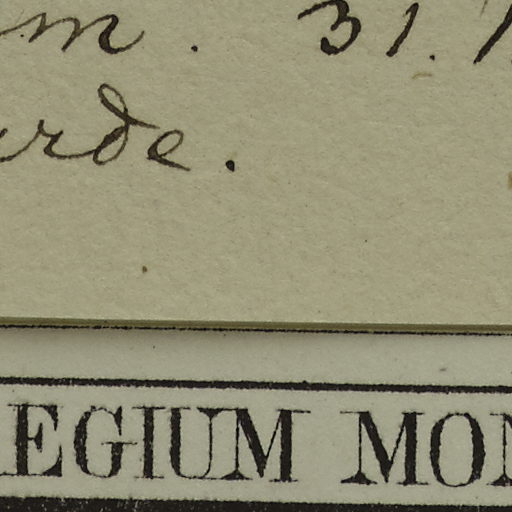 m. 31.
rde.
EGIUM MON